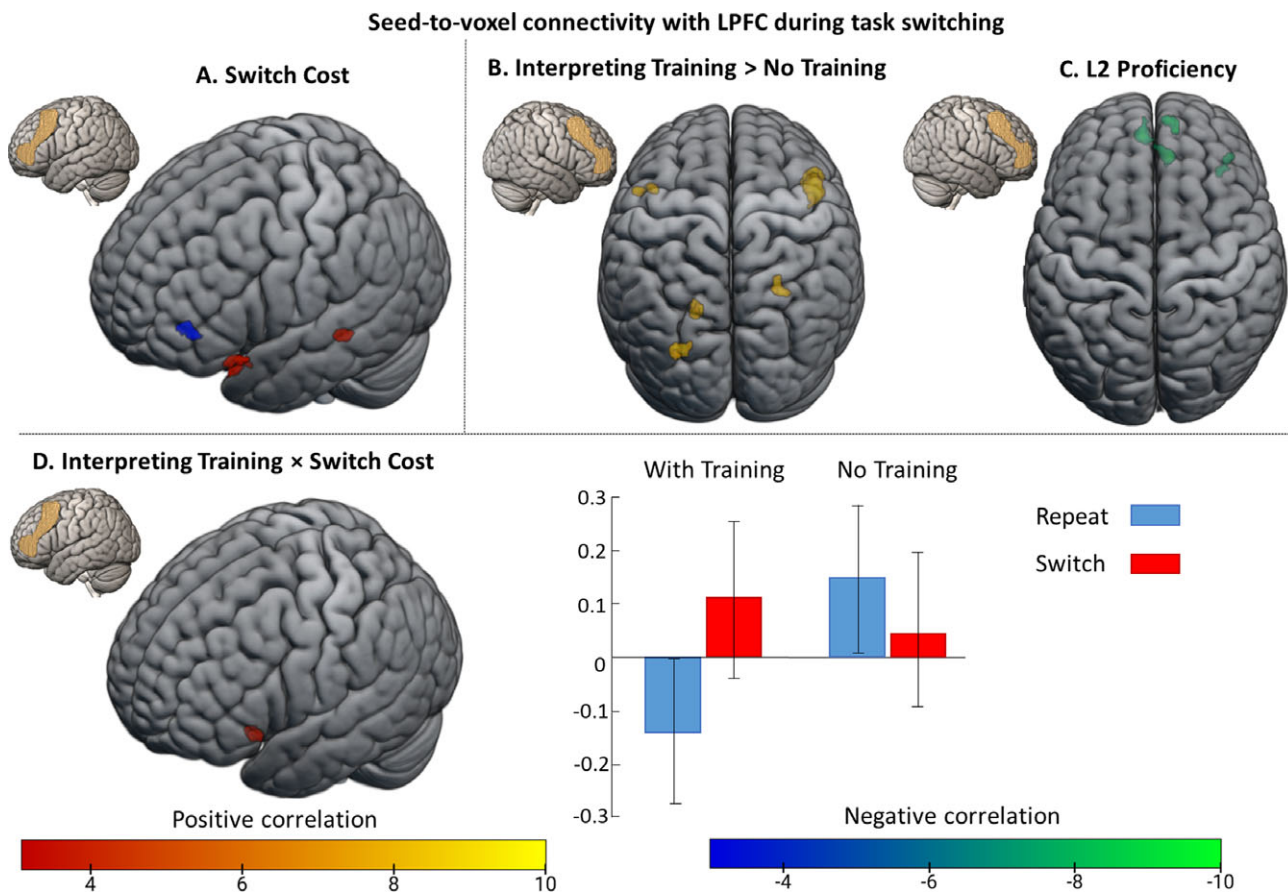 Seed-to-voxel connectivity with LPFC during task switching
A. Switch Cost
B. Interpreting Training > No Training
C. L2 Proficiency
D. Interpreting Training × Switch Cost
With Training
No Training
0.3
0.2
0.1
0
-0.1
-0.2
-0.3
Repeat
Switch
Positive correlation
4
6
8
10
Negative correlation
-4
-6
-8
-10